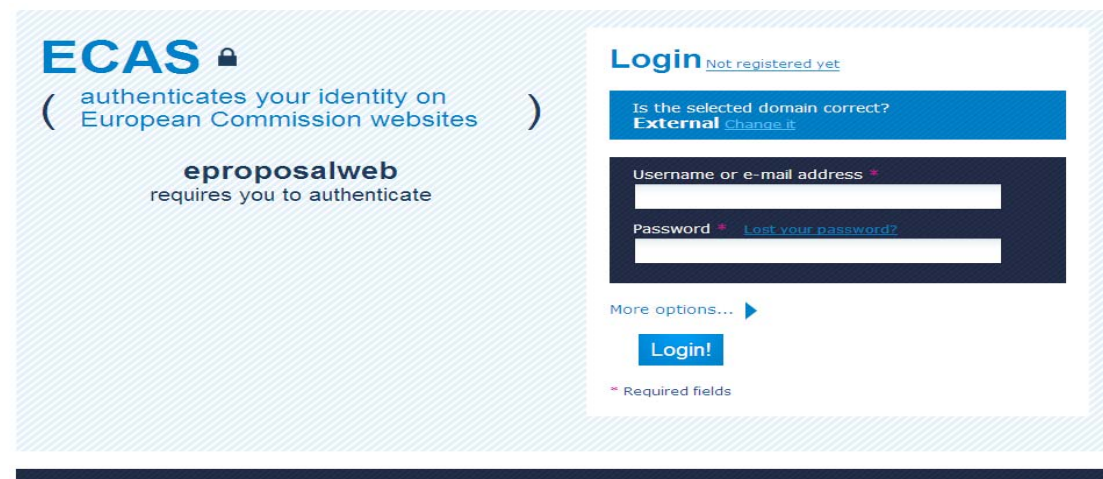 ECAS
( authenticates your identity on )
European Commission websites
eproposalweb
requires you to authenticate
Login Not registered yet
Is the selected domain correct?
External Change it
Username or e-mail address *
Password * Lost your password?
More options...
Login!
* Required fields